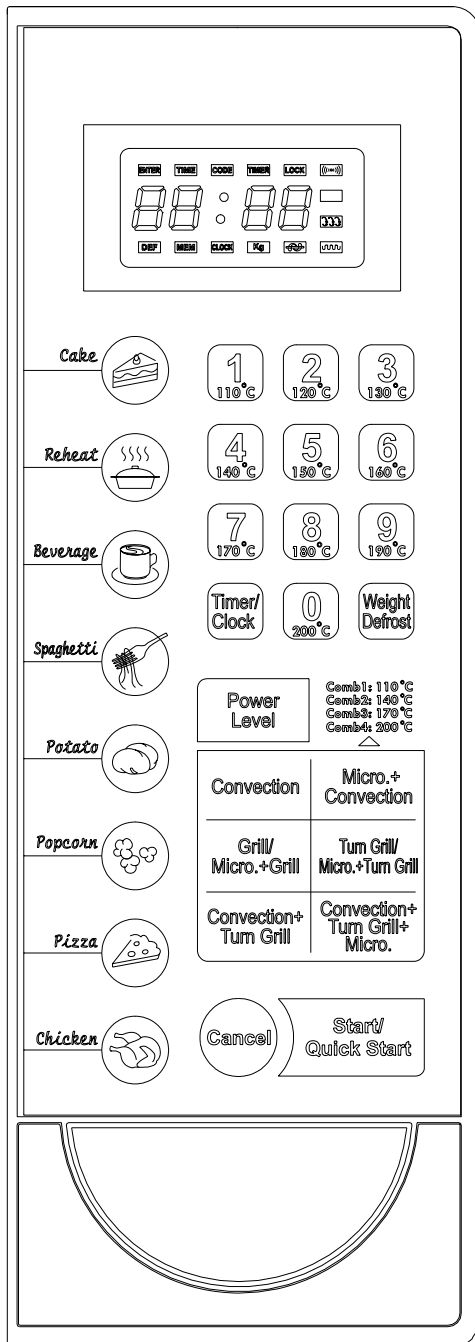 ENTER TIME CODE TIMER LOCK
88:88
DEF MEM CLOCK Kg
Cake
Reheat
Beverage
Spaghetti
Potato
Popcorn
Pizza
Chicken
1 2 3
110°C 120°C 130°C
4 5 6
140°C 150°C 160°C
7 8 9
170°C 180°C 190°C
Timer/
Clock
0
200°C
Weight
Defrost
Power
Level
Comb1: 110°C
Comb2: 140°C
Comb3: 170°C
Comb4: 200°C
Convection
Micro.+
Convection
Grill/
Micro.+Grill
Turn Grill/
Micro.+Turn Grill
Convection+
Turn Grill
Convection+
Turn Grill+
Micro.
Cancel
Start/
Quick Start